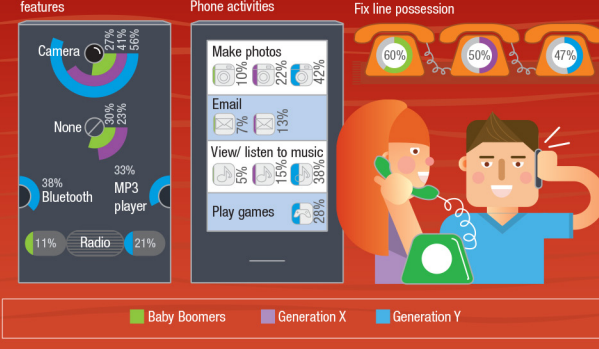 features
Camera
27%
41%
56%
None
30%
23%
38%
Bluetooth
33%
MP3
player
11%
Radio
21%
Phone activities
Make photos
10%
22%
42%
Email
7%
13%
View/ listen to music
5%
15%
38%
Play games
28%
Fix line possession
60%
50%
47%
Baby Boomers
Generation X
Generation Y